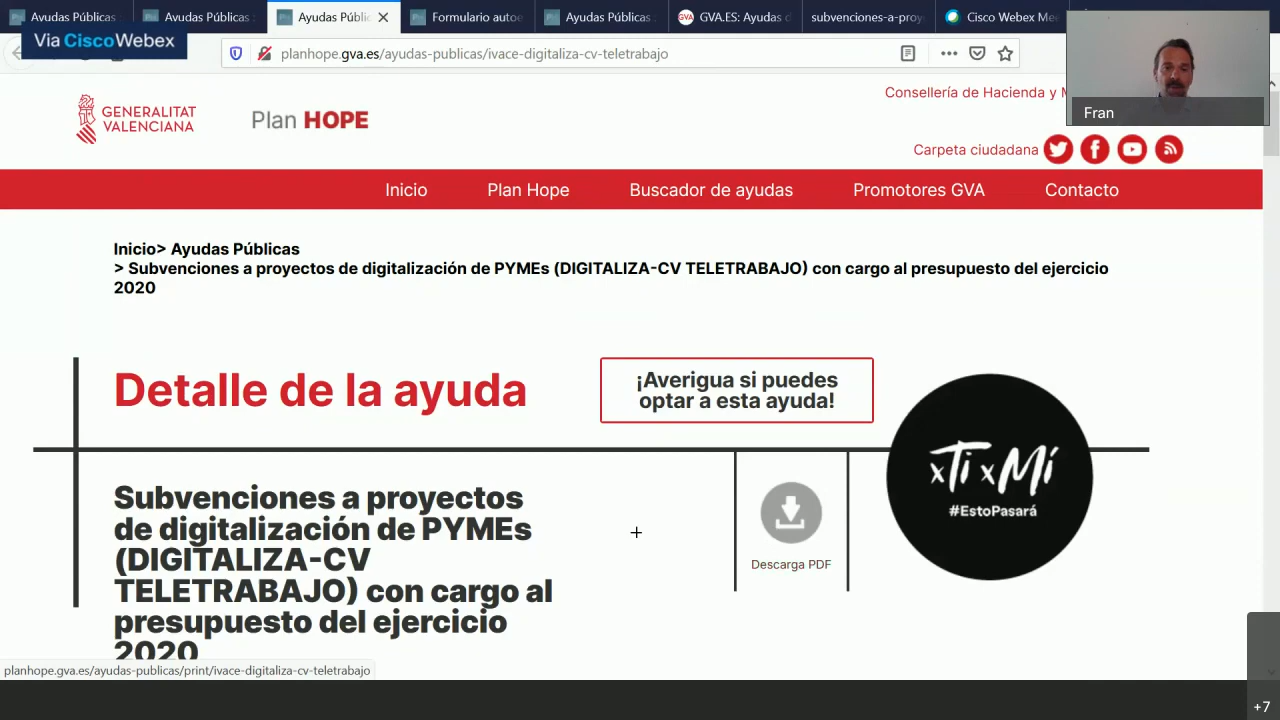 Ayudas Públicas
Ayudas Públicas
Ayudas Públic
Formulario autoe
Ayudas Públicas
GVA
GVA.ES: Ayudas d
subvenciones-a-proy
Cisco Webex Me
Via CiscoWebex
planhope.gva.es/ayudas-publicas/ivace-digitaliza-cv-teletrabajo
Fran
GENERALITAT
VALENCIANA
Plan HOPE
Consellería de Hacienda y M
Carpeta ciudadana
Inicio
Plan Hope
Buscador de ayudas
Promotores GVA
Contacto
Inicio> Ayudas Públicas
> Subvenciones a proyectos de digitalización de PYMEs (DIGITALIZA-CV TELETRABAJO) con cargo al presupuesto del ejercicio
2020
Detalle de la ayuda
¡Averigua si puedes
optar a esta ayuda!
Subvenciones a proyectos
de digitalización de PYMEs
(DIGITALIZA-CV
TELETRABAJO) con cargo al
presupuesto del ejercicio
2020
Descarga PDF
xTi xMí
#EstoPasará
planhope.gva.es/ayudas-publicas/print/ivace-digitaliza-cv-teletrabajo
+7